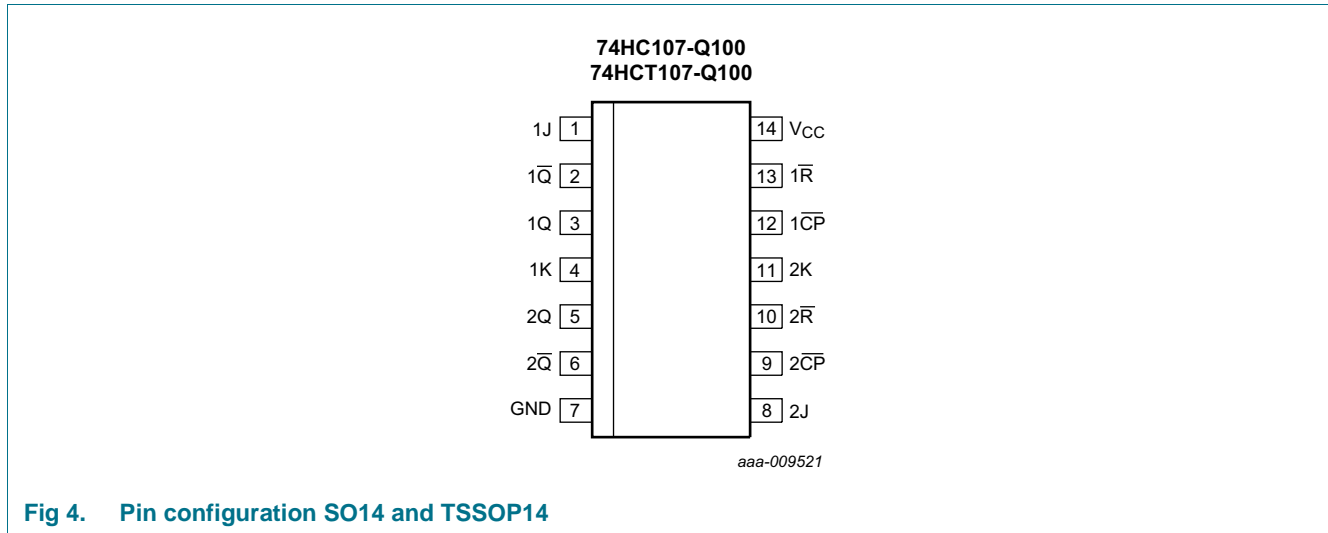 74HC107-Q100
74HCT107-Q100
1J 1
1Q̅ 2
1Q 3
1K 4
2Q 5
2Q̅ 6
GND 7
14 VCC
13 1R̅
12 1C̅P̅
11 2K
10 2R̅
9 2C̅P̅
8 2J
aaa-009521
Fig 4. Pin configuration SO14 and TSSOP14